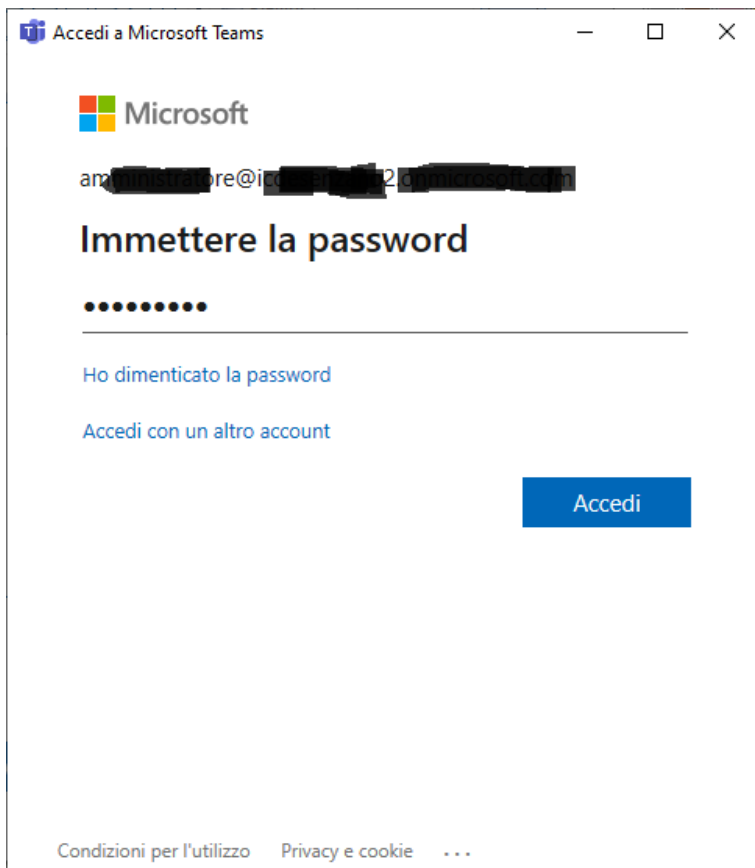 Accedi a Microsoft Teams
Microsoft
Immettere la password
•••••••••
Ho dimenticato la password
Accedi con un altro account
Accedi
Condizioni per l'utilizzo Privacy e cookie ...